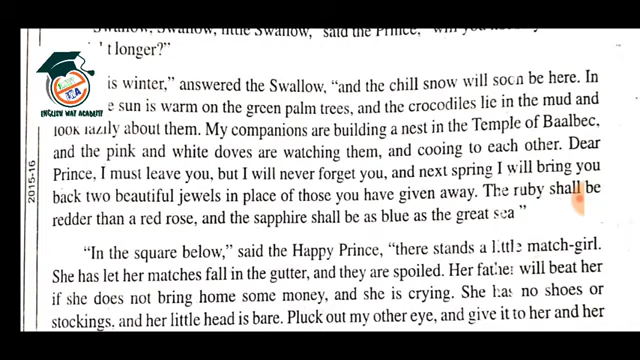 "Swallow, Swallow, little Swallow," said the Prince, "will you
t longer?"
is winter," answered the Swallow, "and the chill snow will soon be here. In
e sun is warm on the green palm trees, and the crocodiles lie in the mud and
look lazily about them. My companions are building a nest in the Temple of Baalbec,
and the pink and white doves are watching them, and cooing to each other. Dear
Prince, I must leave you, but I will never forget you, and next spring I will bring you
back two beautiful jewels in place of those you have given away. The ruby shall be
redder than a red rose, and the sapphire shall be as blue as the great sea"
"In the square below," said the Happy Prince, "there stands a little match-girl.
She has let her matches fall in the gutter, and they are spoiled. Her father will beat her
if she does not bring home some money, and she is crying. She has no shoes or
stockings, and her little head is bare. Pluck out my other eye, and give it to her and her
ENGLISH WAY ACADEMY
2015-16